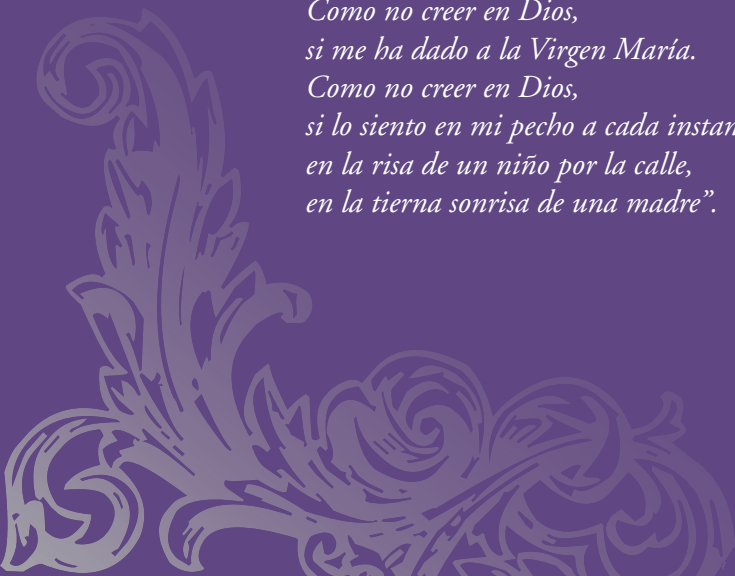 Como no creer en Dios,
si me ha dado a la Virgen María.
Como no creer en Dios,
si lo siento en mi pecho a cada
en la risa de un niño por la calle,
en la tierna sonrisa de una madre”.